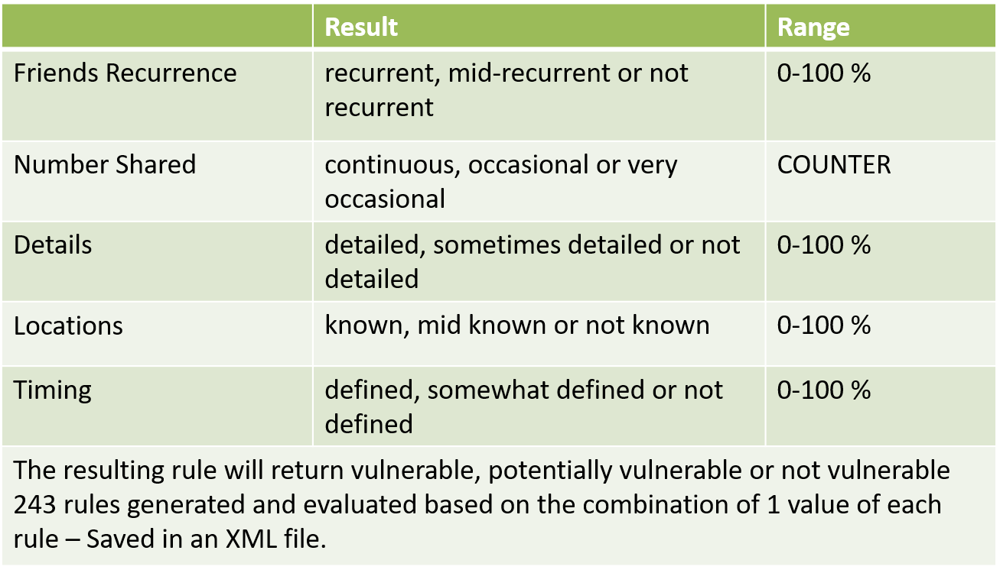 Result Range
Friends Recurrence recurrent, mid-recurrent or not 0-100 %
recurrent
Number Shared continuous, occasional or very COUNTER
occasional
Details detailed, sometimes detailed or not 0-100 %
detailed
Locations known, mid known or not known 0-100 %
Timing defined, somewhat defined or not 0-100 %
defined
The resulting rule will return vulnerable, potentially vulnerable or not vulnerable
243 rules generated and evaluated based on the combination of 1 value of each
rule – Saved in an XML file.